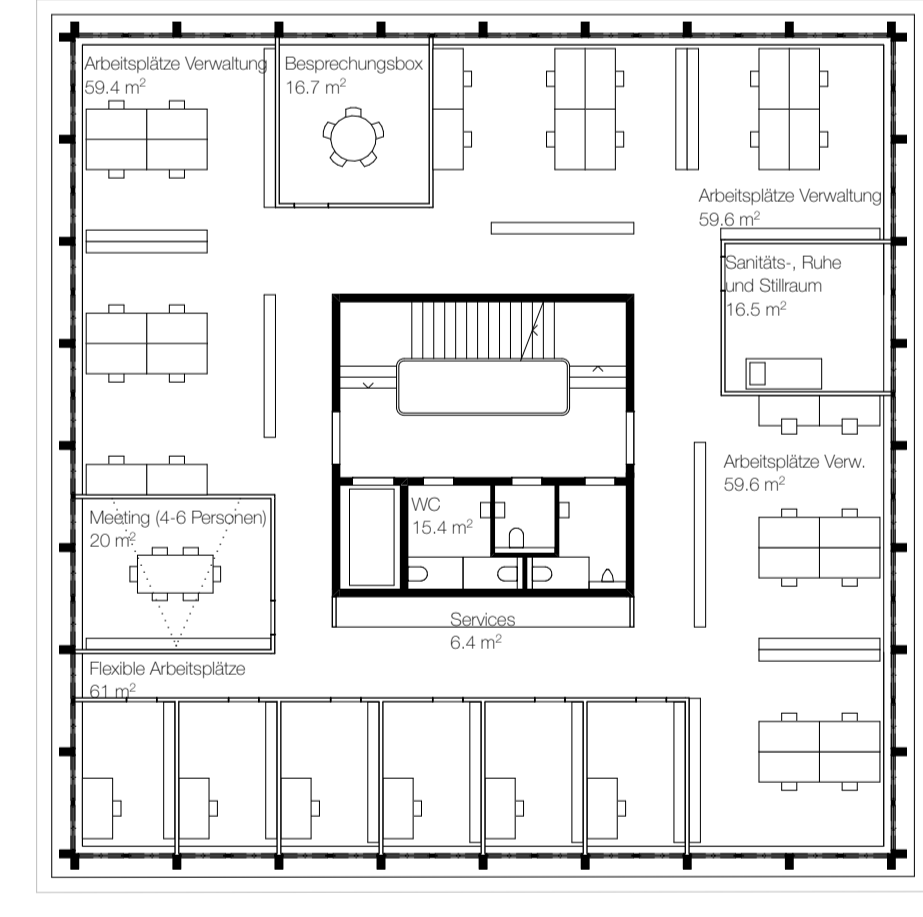 Arbeitsplätze Verwaltung
59.4 m²
Besprechungsbox
16.7 m²
Arbeitsplätze Verwaltung
59.6 m²
Sanitäts-, Ruhe
und Stillraum
16.5 m²
Arbeitsplätze Verw.
59.6 m²
WC
15.4 m²
Meeting (4-6 Personen)
20 m²
Services
6.4 m²
Flexible Arbeitsplätze
61 m²